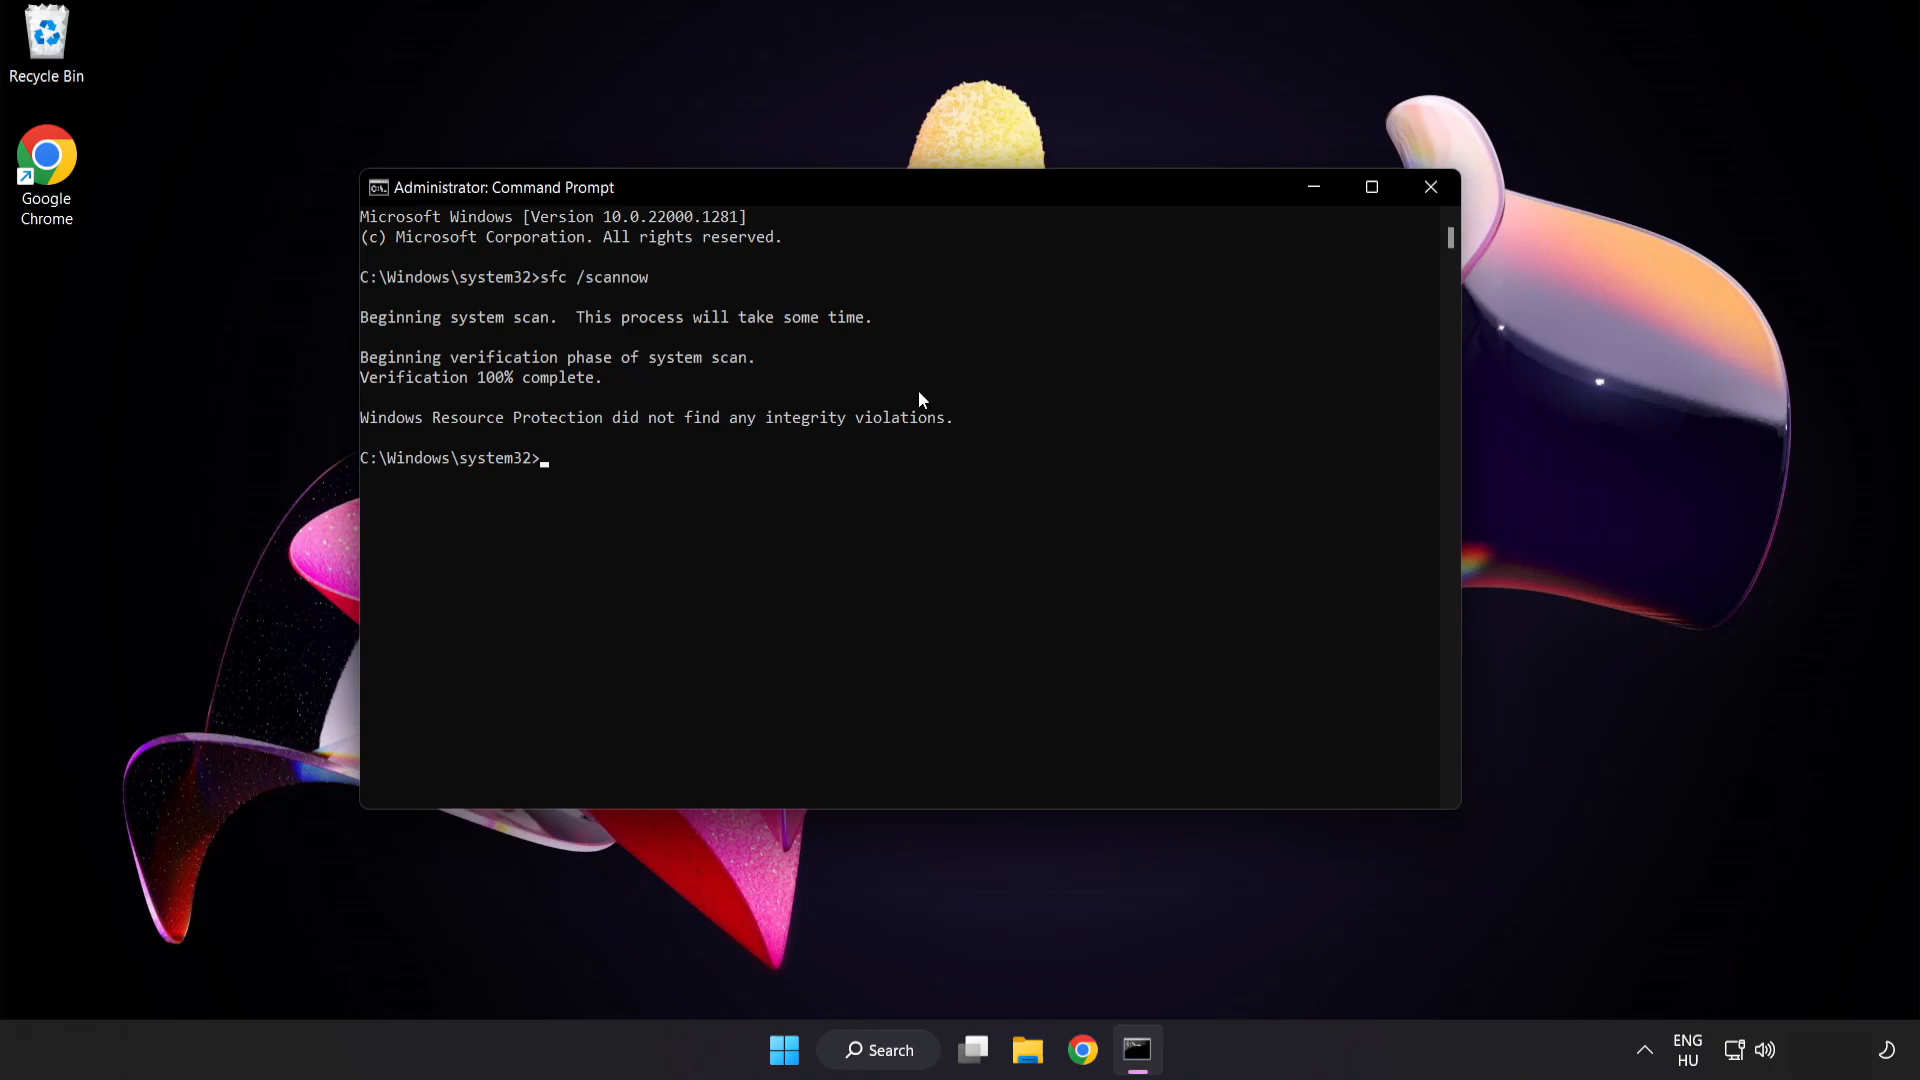 Recycle Bin
Google
Chrome
Administrator: Command Prompt
Microsoft Windows [Version 10.0.22000.1281]
(c) Microsoft Corporation. All rights reserved.
C:\Windows\system32>sfc /scannow
Beginning system scan.  This process will take some time.
Beginning verification phase of system scan.
Verification 100% complete.
Windows Resource Protection did not find any integrity violations.
C:\Windows\system32>
Search
ENG
HU